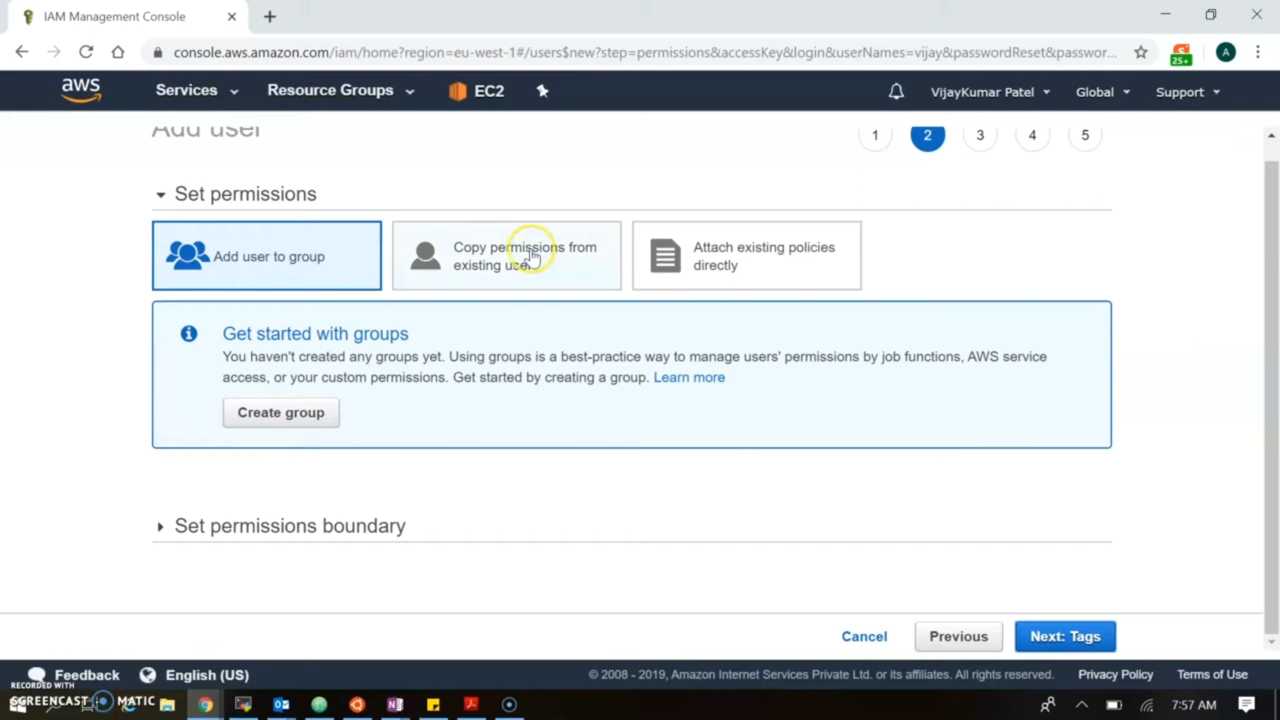 IAM Management Console
console.aws.amazon.com/iam/home?region=eu-west-1#/users$new?step=permissions&accessKey&login&userNames=vijay&passwordReset&passwor...
25+
A
aws
Services
Resource Groups
EC2
VijayKumar Patel
Global
Support
Add user
1
2
3
4
5
Set permissions
Add user to group
Copy permissions from
existing user
Attach existing policies
directly
Get started with groups
You haven't created any groups yet. Using groups is a best-practice way to manage users' permissions by job functions, AWS service
access, or your custom permissions. Get started by creating a group. Learn more
Create group
Set permissions boundary
Cancel
Previous
Next: Tags
Feedback
English (US)
© 2008 - 2019, Amazon Internet Services Private Ltd. or its affiliates. All rights reserved.
Privacy Policy
Terms of Use
RECORDED WITH
SCREENCAST MATIC
7:57 AM